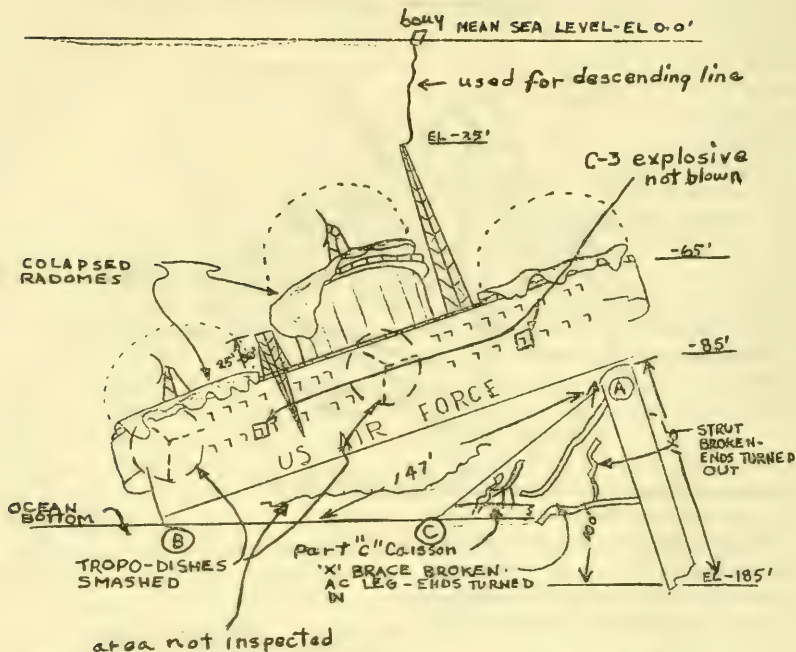 bouy MEAN SEA LEVEL-EL 0.0'
used for descending line
EL-25'
C-3 explosive
not blown
COLAPSED
RADOMES
-65'
-85'
25'
A
US AIR FORCE
STRUT
BROKEN-
ENDS TURNED
OUT
147'
OCEAN
BOTTOM
B
C
TROPO-DISHES
SMASHED
part "C" Caisson
'X' BRACE BROKEN.
AC LEG-ENDS TURNED
IN
EL-185'
area not inspected